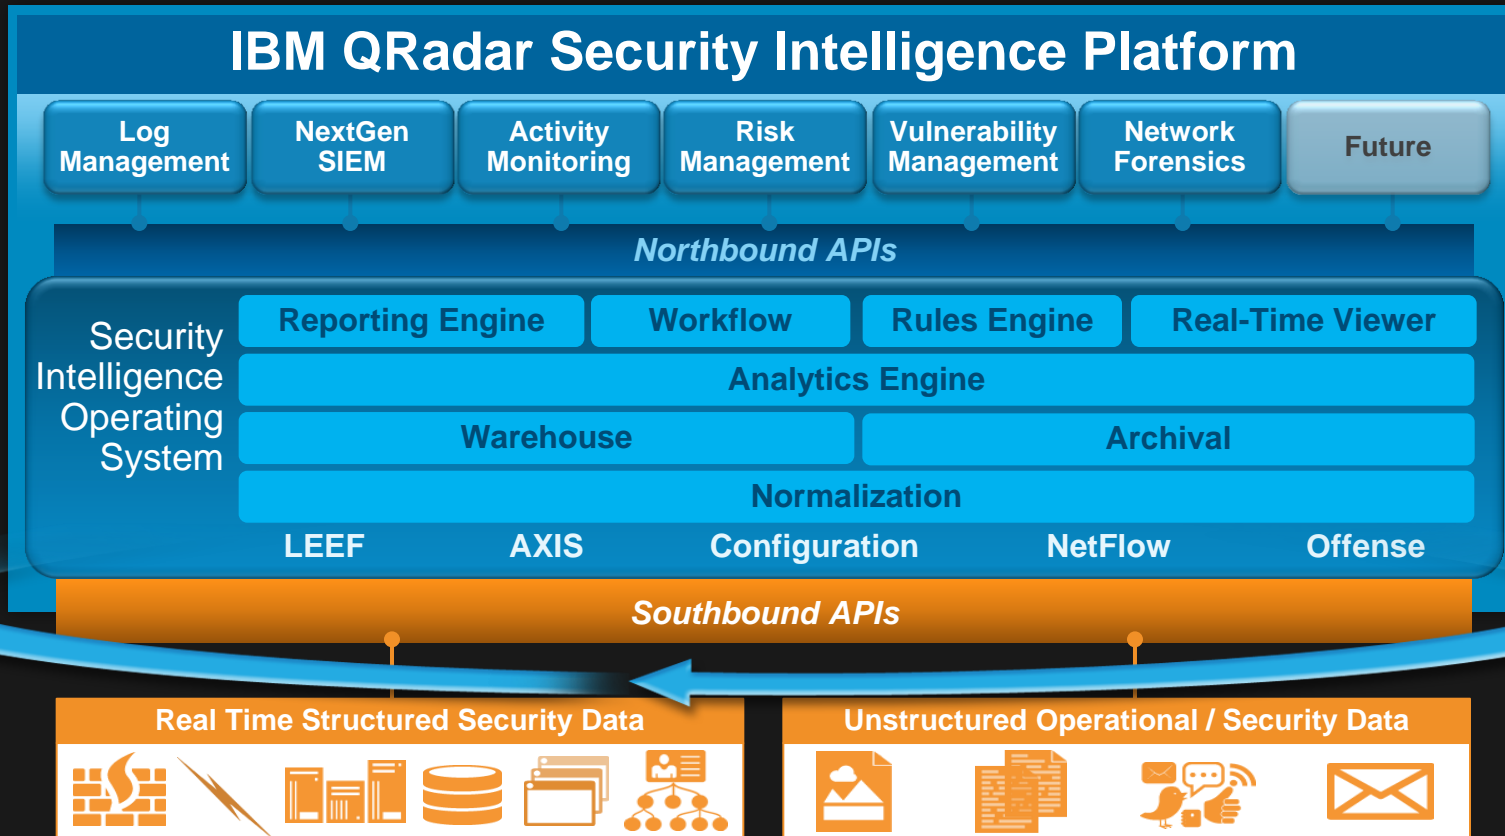 IBM QRadar Security Intelligence Platform
Log
Management
NextGen
SIEM
Activity
Monitoring
Risk
Management
Vulnerability
Management
Network
Forensics
Future
Northbound APIs
Security
Intelligence
Operating
System
Reporting Engine
Workflow
Rules Engine
Real-Time Viewer
Analytics Engine
Warehouse
Archival
Normalization
LEEF
AXIS
Configuration
NetFlow
Offense
Southbound APIs
Real Time Structured Security Data
Unstructured Operational / Security Data